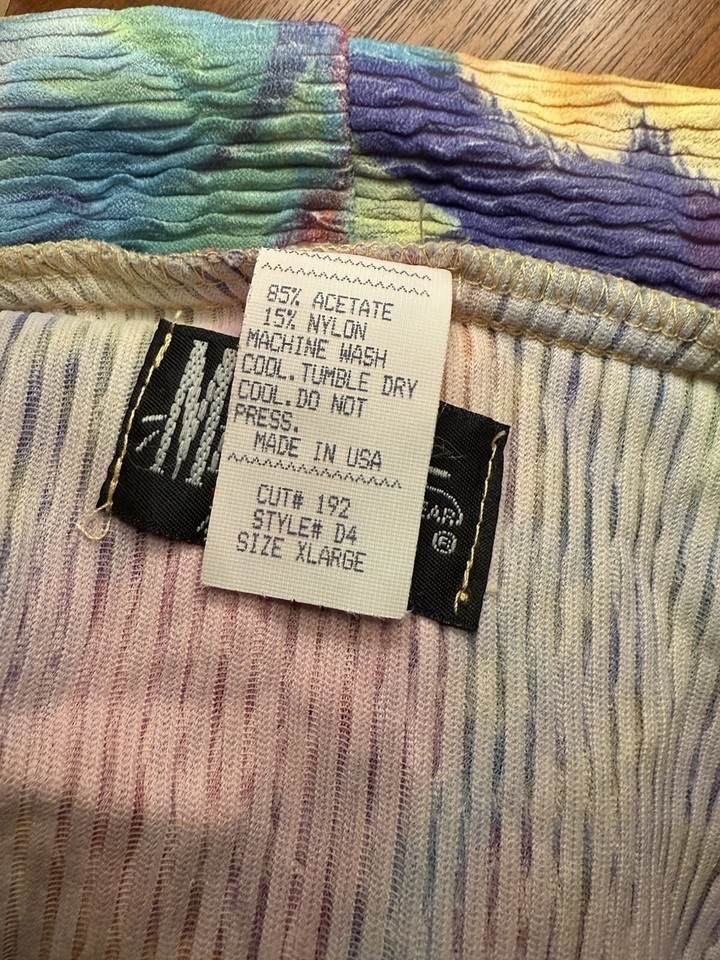 85% ACETATE
15% NYLON
MACHINE WASH
COOL.TUMBLE DRY
COOL.DO NOT
PRESS.
MADE IN USA
CUT# 192
STYLE# D4
SIZE XLARGE
®